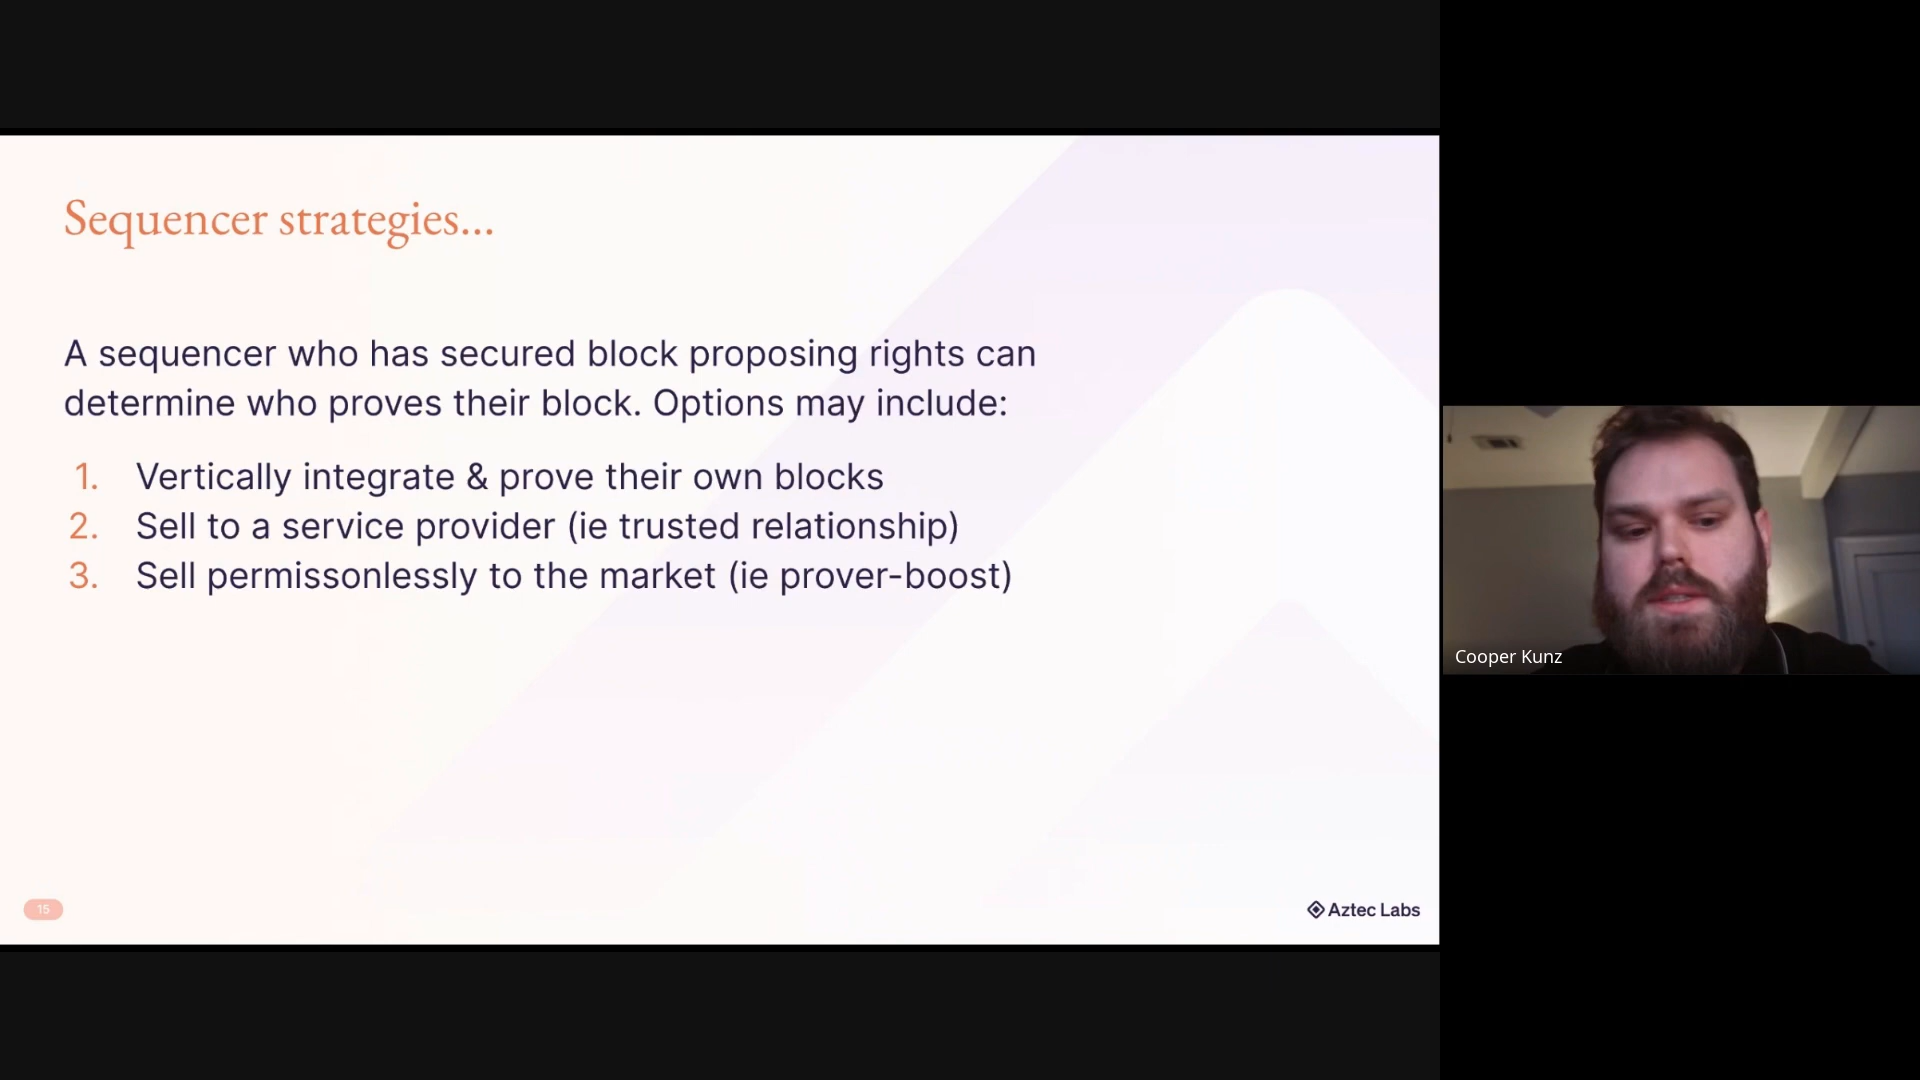 Sequencer strategies...
A sequencer who has secured block proposing rights can
determine who proves their block. Options may include:
1. Vertically integrate & prove their own blocks
2. Sell to a service provider (ie trusted relationship)
3. Sell permissonlessly to the market (ie prover-boost)
15
Aztec Labs
Cooper Kunz